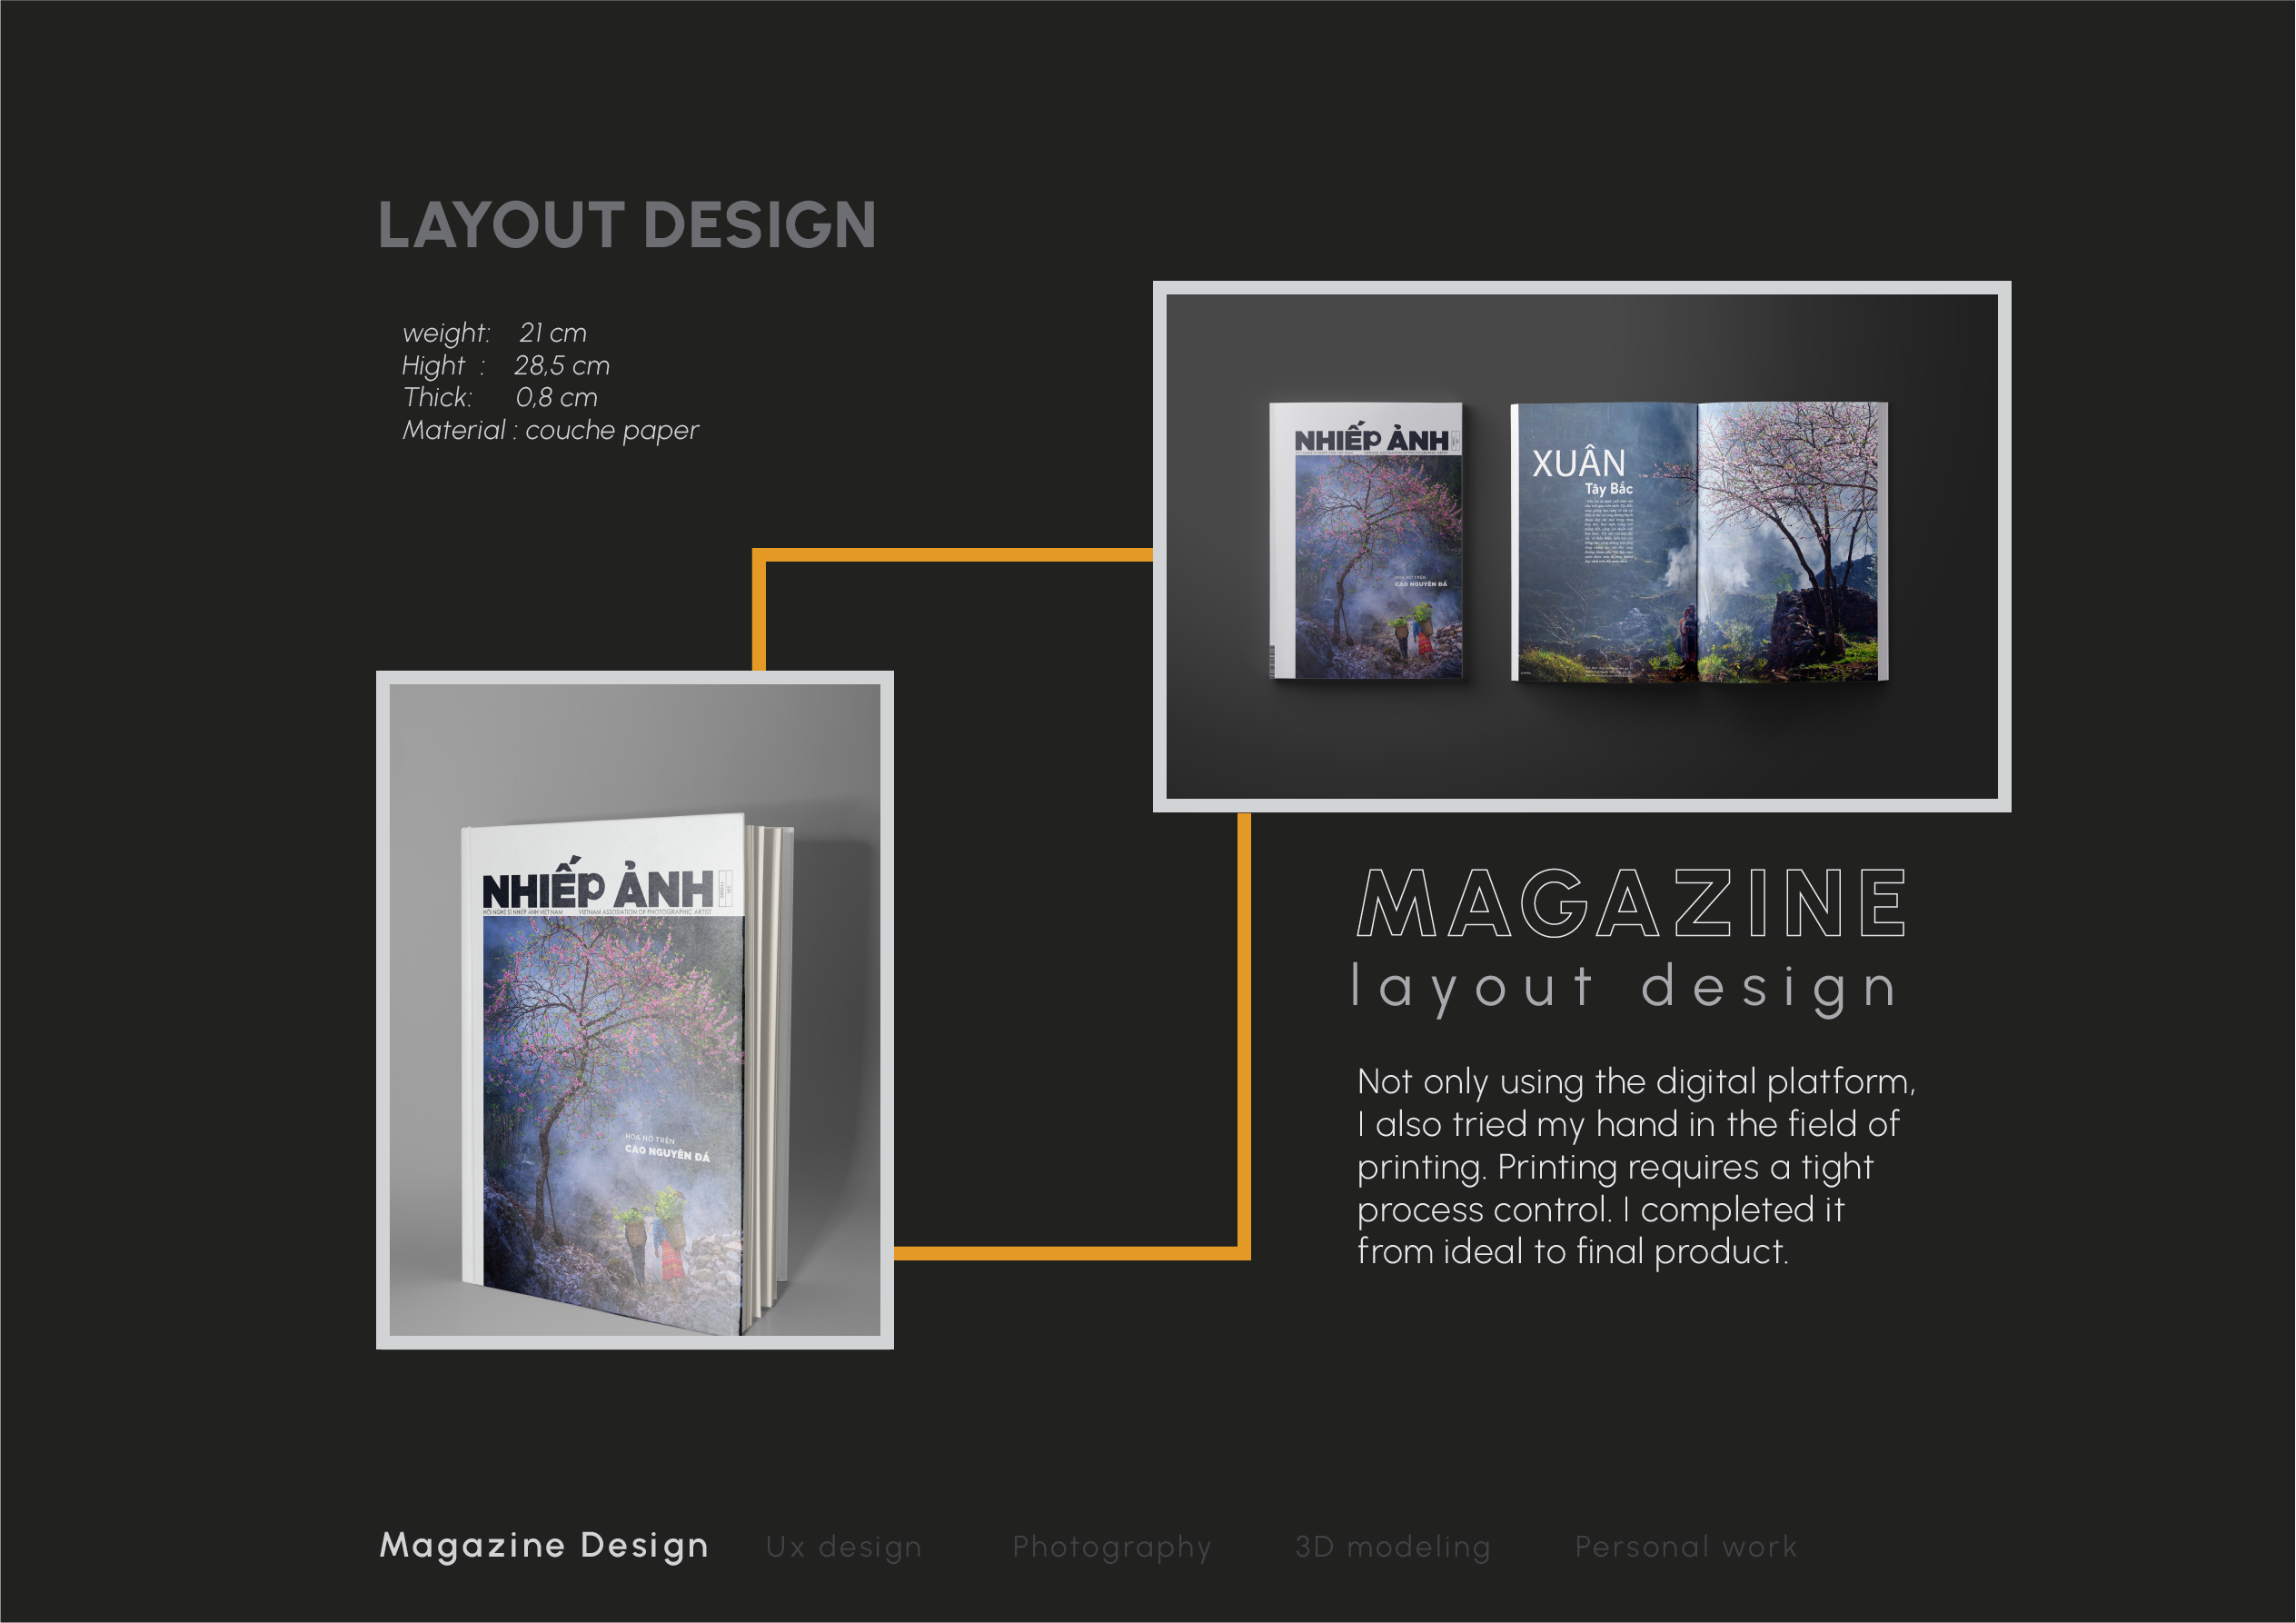 LAYOUT DESIGN
weight: 21 cm
Hight : 28,5 cm
Thick: 0,8 cm
Material : couche paper
NHIẾP ẢNH
CAO NGUYÊN ĐÁ
XUÂN
Tây Bắc
NHIẾP ẢNH
HỘI NGHỆ SĨ NHIẾP ẢNH VIỆT NAM VIETNAM ASSOSIATION OF PHOTOGRAPHIC ARTIST
HOA NỞ TRÊN
CAO NGUYÊN ĐÁ
MAGAZINE
layout design
Not only using the digital platform,
I also tried my hand in the field of
printing. Printing requires a tight
process control. I completed it
from ideal to final product.
Magazine Design Ux design Photography 3D modeling Personal work